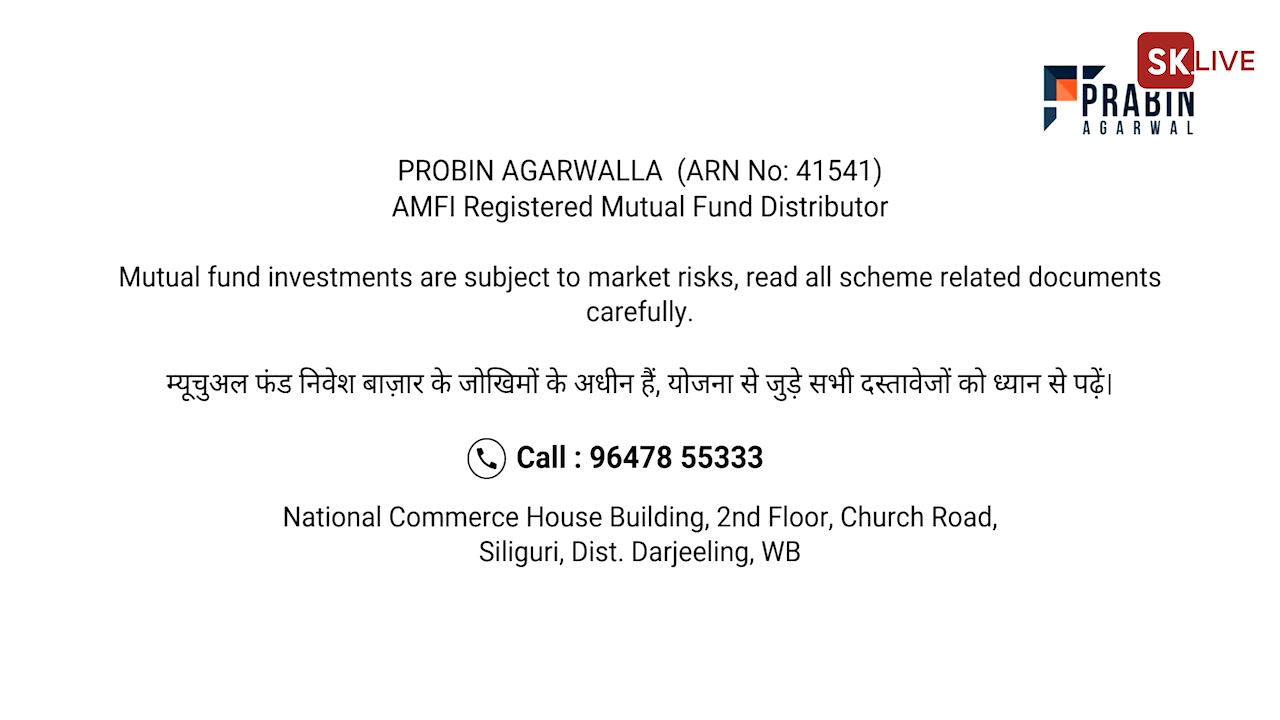 SK LIVE
PRABIN
AGARWAL
PROBIN AGARWALLA (ARN No: 41541)
AMFI Registered Mutual Fund Distributor
Mutual fund investments are subject to market risks, read all scheme related documents
carefully.
म्यूचुअल फंड निवेश बाज़ार के जोखिमों के अधीन हैं, योजना से जुड़े सभी दस्तावेजों को ध्यान से पढ़ें।
Call : 96478 55333
National Commerce House Building, 2nd Floor, Church Road,
Siliguri, Dist. Darjeeling, WB